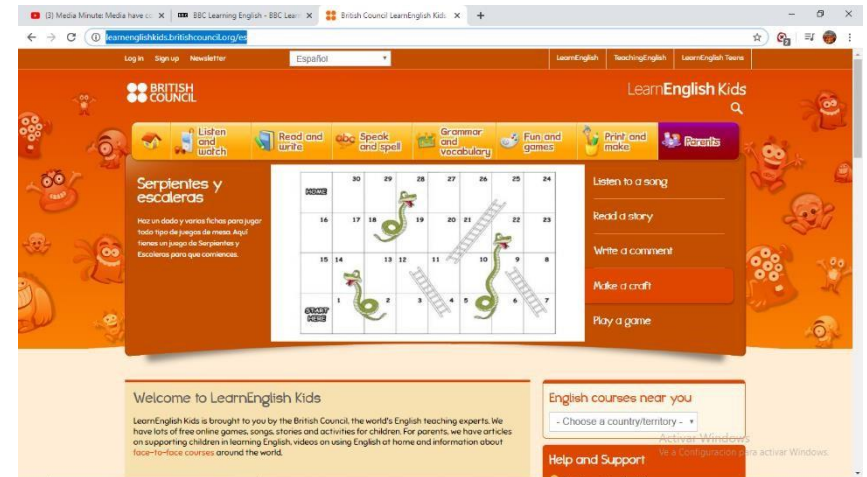 (3) Media Minute: Media have co
BBC Learning English - BBC Lear
British Council LearnEnglish Kids
learnenglishkids.britishcouncil.org/es
Log in Sign up Newsletter
Español
LearnEnglish
TeachingEnglish
LearnEnglish Teens
BRITISH
COUNCIL
LearnEnglish Kids
Listen
and
watch
Read and
write
abc
Speak
and spell
Grammar
and
vocabulary
Fun and
games
Print and
make
Parents
Serpientes y
escaleras
Haz un dado y varias fichas para jugar
todo tipo de juegos de mesa. Aquí
tienes un juego de Serpientes y
Escaleras para que comiences.
HOME 30 29 28 27 26 25 24
16 17 18 19 20 21 22 23
15 14 13 12 11 10 9 8
START
HERE
1 2 3 4 5 6 7
Listen to a song
Read a story
Write a comment
Make a craft
Play a game
Welcome to LearnEnglish Kids
LearnEnglish Kids is brought to you by the British Council, the world's English teaching experts. We
have lots of free online games, songs, stories and activities for children. For parents, we have articles
on supporting children in learning English, videos on using English at home and information about
face-to-face courses around the world.
English courses near you
- Choose a country/territory -
Help and Support
Activar Windows
Ve a Configuración para activar Windows.